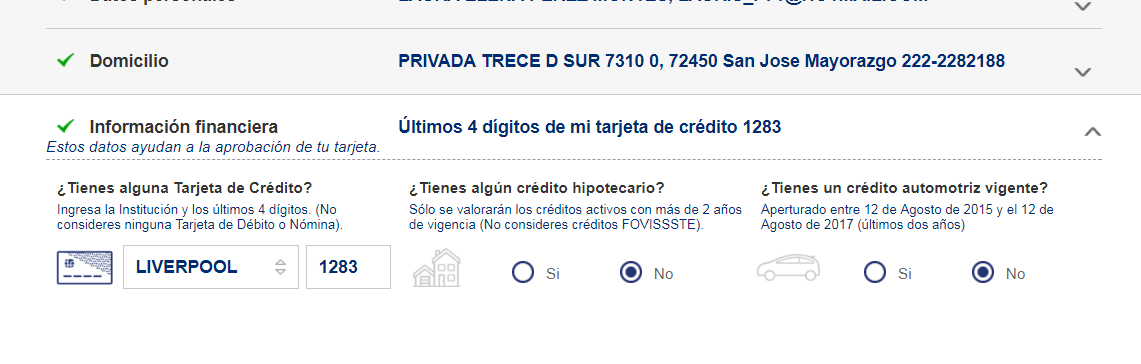 Domicilio
PRIVADA TRECE D SUR 7310 0, 72450 San Jose Mayorazgo 222-2282188
Información financiera
Últimos 4 dígitos de mi tarjeta de crédito 1283
Estos datos ayudan a la aprobación de tu tarjeta.
¿Tienes alguna Tarjeta de Crédito?
Ingresa la Institución y los últimos 4 dígitos. (No
consideres ninguna Tarjeta de Débito o Nómina).
LIVERPOOL
1283
¿Tienes algún crédito hipotecario?
Sólo se valorarán los créditos activos con más de 2 años
de vigencia (No consideres créditos FOVISSSTE).
Si
No
¿Tienes un crédito automotriz vigente?
Aperturado entre 12 de Agosto de 2015 y el 12 de
Agosto de 2017 (últimos dos años)
Si
No